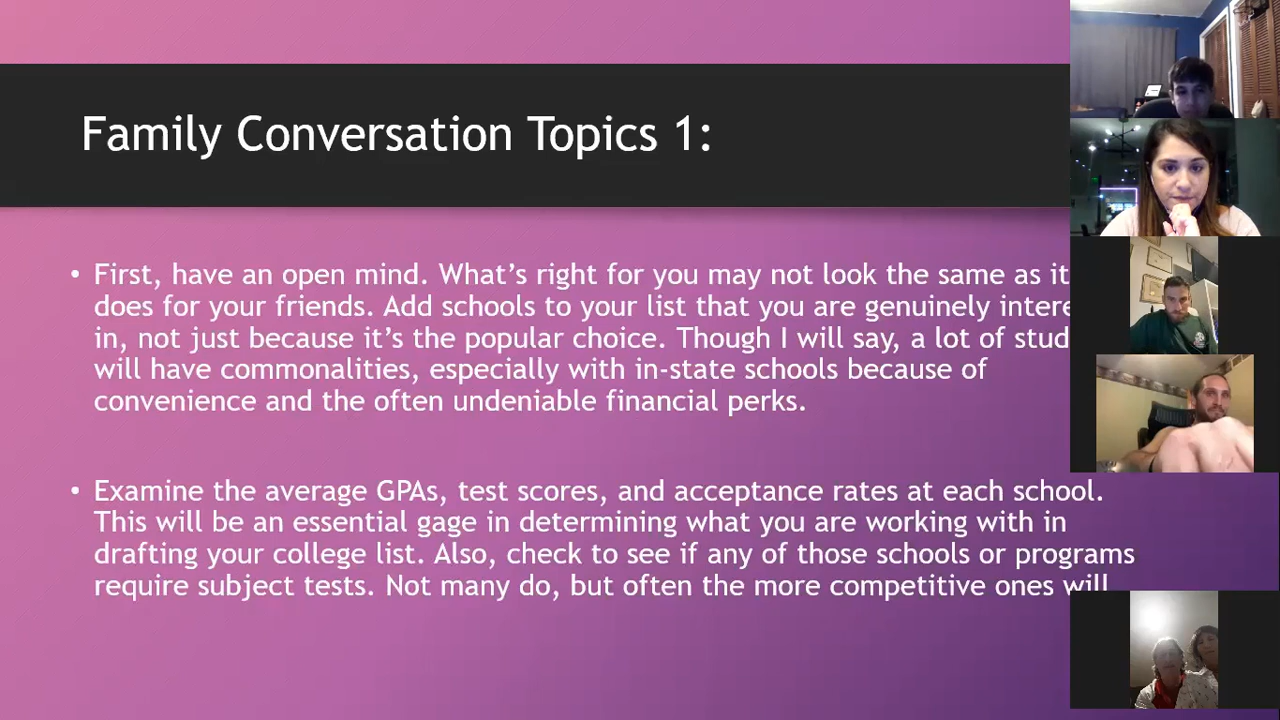 Family Conversation Topics 1:
• First, have an open mind. What's right for you may not look the same as it
does for your friends. Add schools to your list that you are genuinely intere
in, not just because it's the popular choice. Though I will say, a lot of stud
will have commonalities, especially with in-state schools because of
convenience and the often undeniable financial perks.
• Examine the average GPAs, test scores, and acceptance rates at each school.
This will be an essential gage in determining what you are working with in
drafting your college list. Also, check to see if any of those schools or programs
require subject tests. Not many do, but often the more competitive ones will